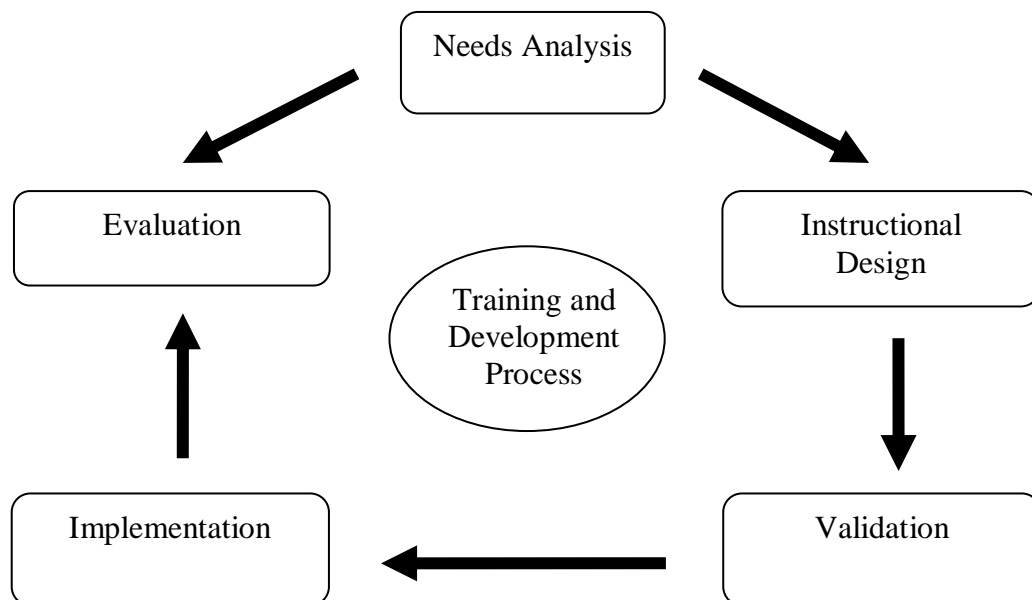 Needs Analysis
Evaluation
Instructional
Design
Training and
Development
Process
Implementation
Validation